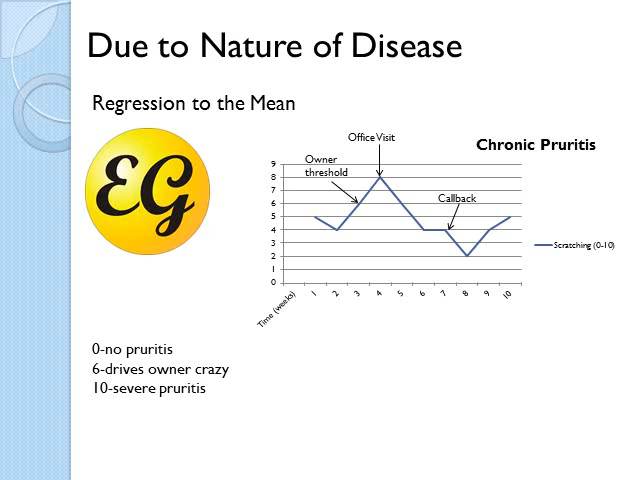 Due to Nature of Disease
Regression to the Mean
EG
Office Visit
Chronic Pruritis
Owner
threshold
Callback
9
8
7
6
5
4
3
2
1
0
Time (weeks) 1 2 3 4 5 6 7 8 9 10
Scratching (0-10)
0-no pruritis
6-drives owner crazy
10-severe pruritis